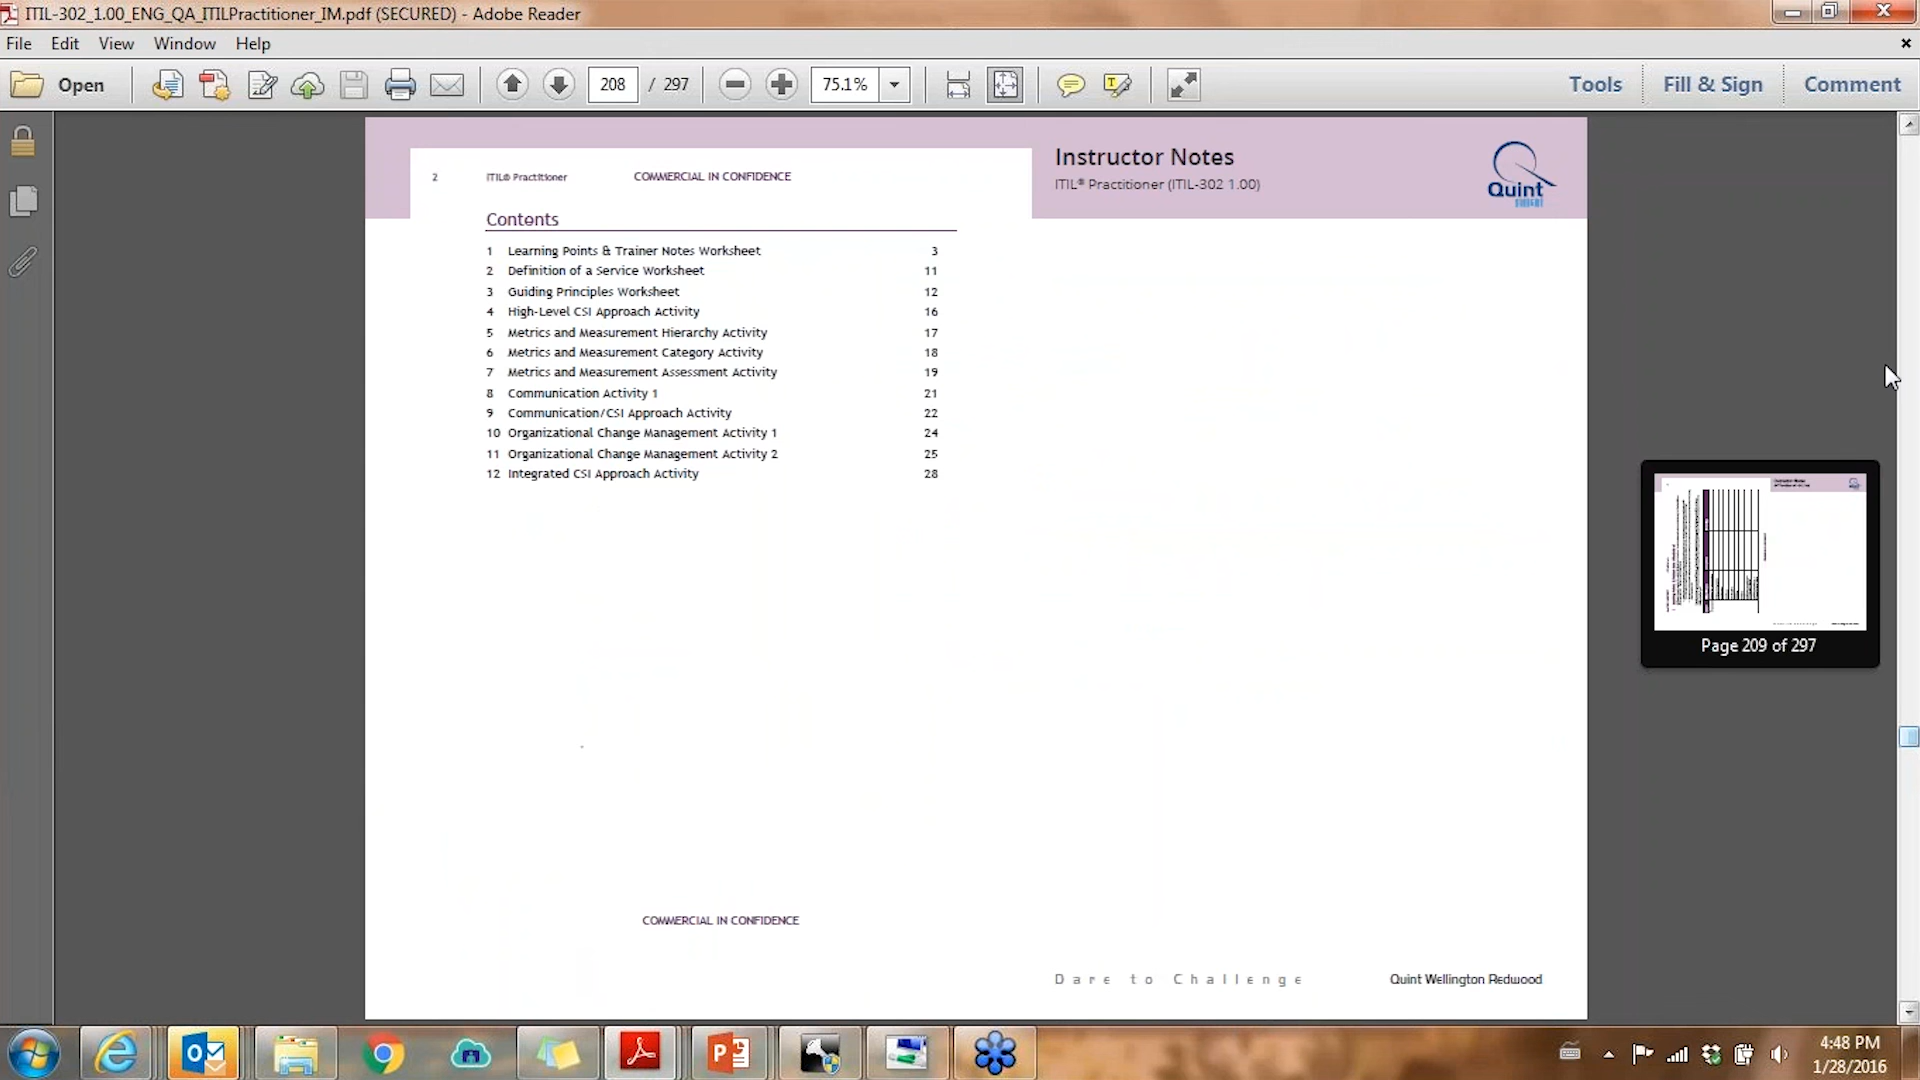 ITIL-302_1.00_ENG_QA_ITILPractitioner_IM.pdf (SECURED) - Adobe Reader
File Edit View Window Help
Open 208 / 297 75.1% Tools Fill & Sign Comment
Instructor Notes
ITIL® Practitioner (ITIL-302 1.00)
Quint
2 ITIL® Practitioner COMMERCIAL IN CONFIDENCE
Contents
1 Learning Points & Trainer Notes Worksheet 3
2 Definition of a Service Worksheet 11
3 Guiding Principles Worksheet 12
4 High-Level CSI Approach Activity 16
5 Metrics and Measurement Hierarchy Activity 17
6 Metrics and Measurement Category Activity 18
7 Metrics and Measurement Assessment Activity 19
8 Communication Activity 1 21
9 Communication/CSI Approach Activity 22
10 Organizational Change Management Activity 1 24
11 Organizational Change Management Activity 2 25
12 Integrated CSI Approach Activity 28
Page 209 of 297
COMMERCIAL IN CONFIDENCE
Dare to Challenge Quint Wellington Redwood
4:48 PM
1/28/2016